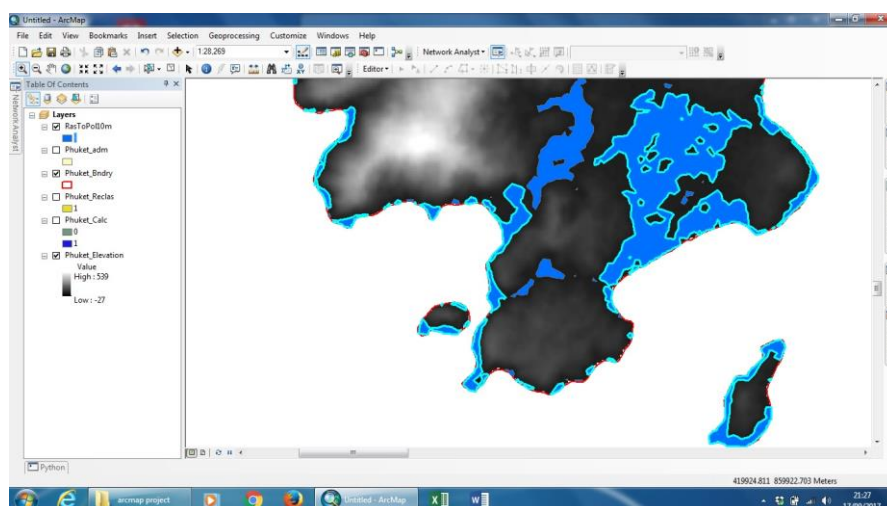 Untitled - ArcMap
File Edit View Bookmarks Insert Selection Geoprocessing Customize Windows Help
1:28,269
Network Analyst
Editor
Table Of Contents
Network Analyst
Layers
RasToPol10m
Phuket_adm
Phuket_Bndry
Phuket_Reclas
1
Phuket_Calc
0
1
Phuket_Elevation
Value
High : 539
Low : -27
Python
419924.811 859922.703 Meters
arcmap project
Untitled - ArcMap
21:27